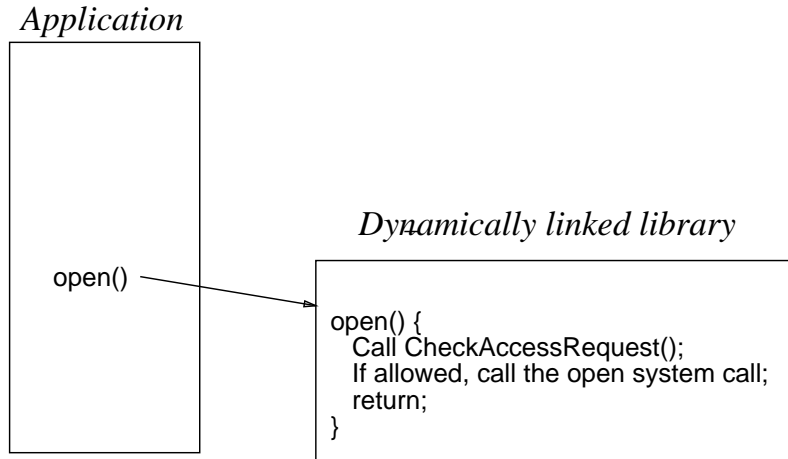 Application
Dynamically linked library
open()
open() {
Call CheckAccessRequest();
If allowed, call the open system call;
return;
}